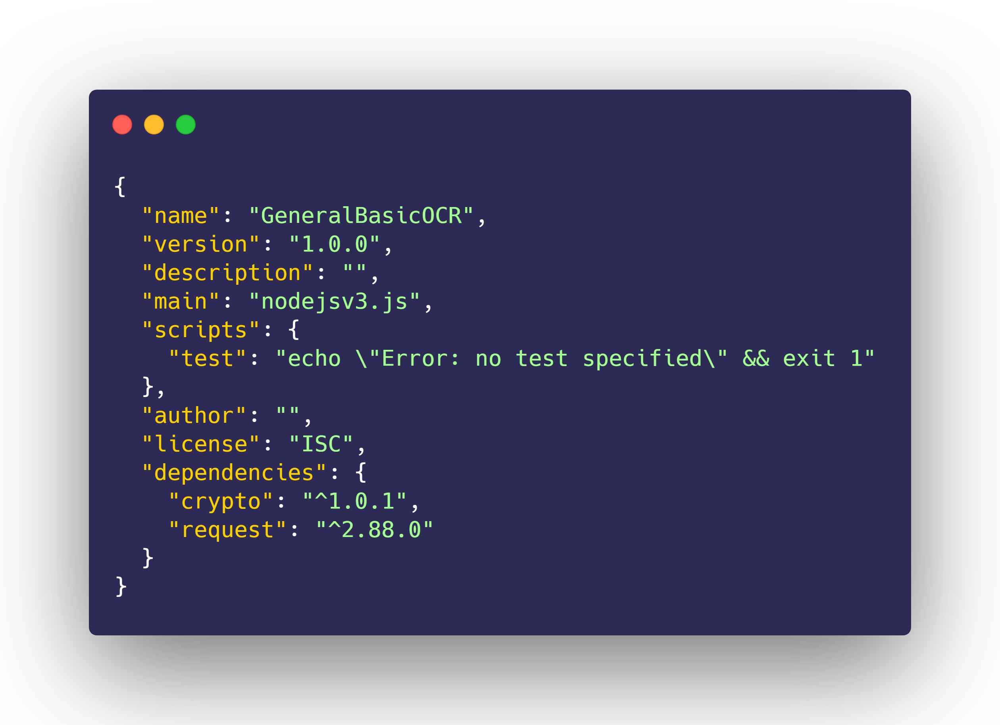 {
  "name": "GeneralBasicOCR",
  "version": "1.0.0",
  "description": "",
  "main": "nodejsv3.js",
  "scripts": {
    "test": "echo \"Error: no test specified\" && exit 1"
  },
  "author": "",
  "license": "ISC",
  "dependencies": {
    "crypto": "^1.0.1",
    "request": "^2.88.0"
  }
}